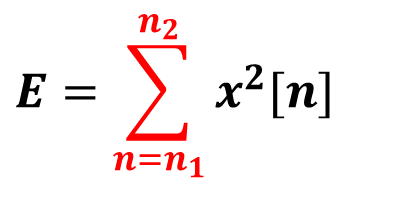 n₂
E = ∑ x²[n]
n=n₁